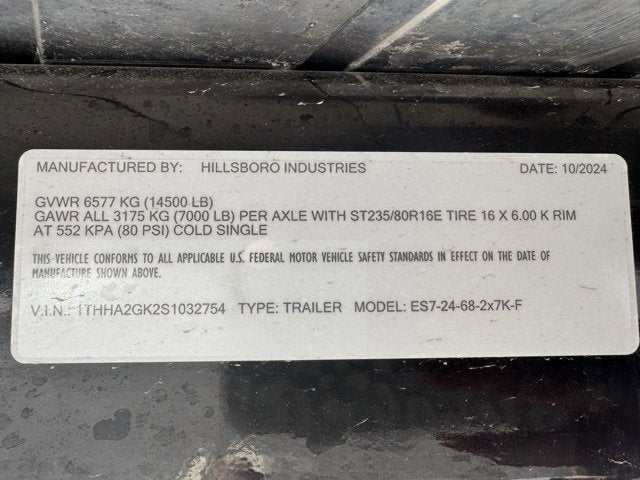 MANUFACTURED BY: HILLSBORO INDUSTRIES DATE: 10/2024
GVWR 6577 KG (14500 LB)
GAWR ALL 3175 KG (7000 LB) PER AXLE WITH ST235/80R16E TIRE 16 X 6.00 K RIM
AT 552 KPA (80 PSI) COLD SINGLE
THIS VEHICLE CONFORMS TO ALL APPLICABLE U.S. FEDERAL MOTOR VEHICLE SAFETY STANDARDS IN EFFECT ON THE DATE OF
MANUFACTURE SHOWN ABOVE.
V.I.N.: 1THHA2GK2S1032754 TYPE: TRAILER MODEL: ES7-24-68-2x7K-F